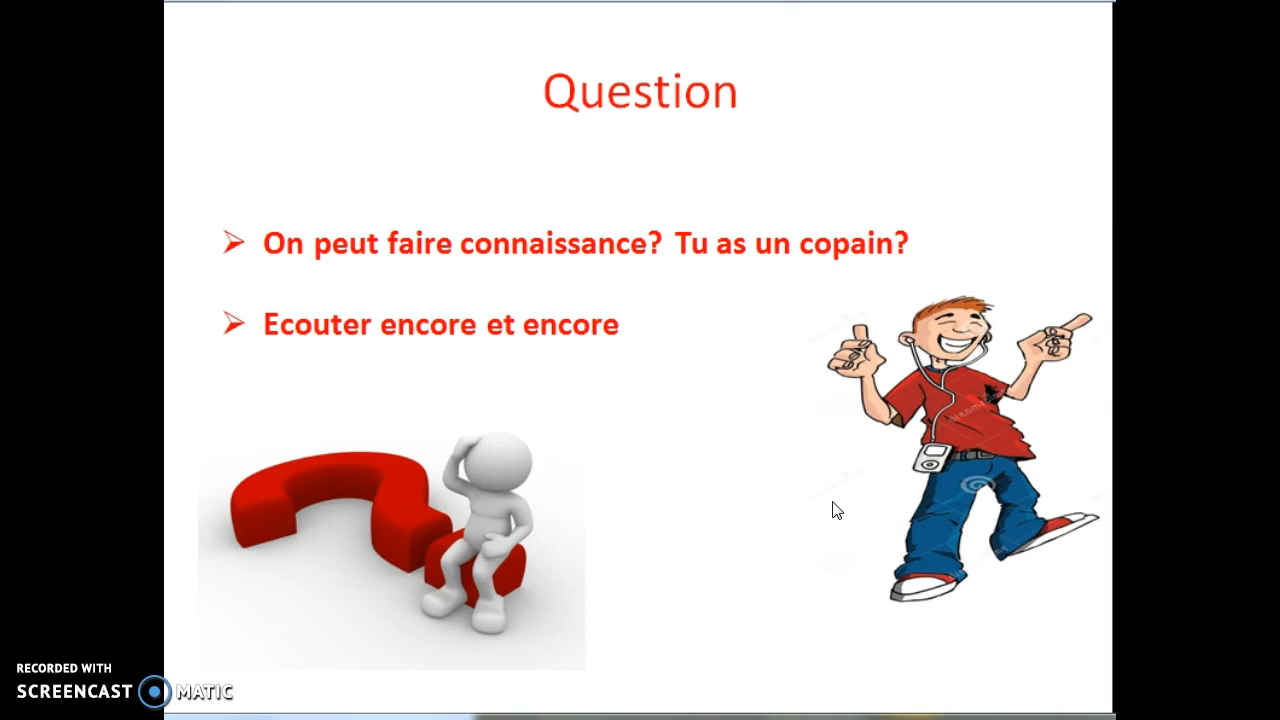 Question
On peut faire connaissance? Tu as un copain?
Ecouter encore et encore
RECORDED WITH
SCREENCAST MATIC